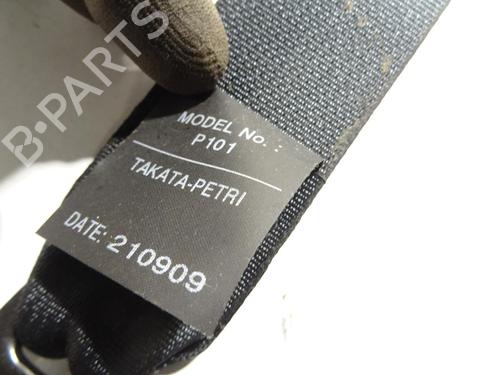 MODEL No. :
P101
TAKATA-PETRI
DATE: 210909
B-PARTS